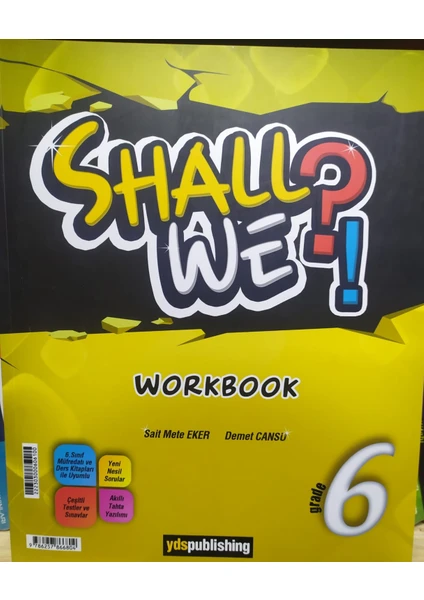 SHALL
WE?!
WORKBOOK
Sait Mete EKER Demet CANSU
6.Sınıf
Müfredatı ve
Ders Kitapları
ile Uyumlu
Yeni
Nesil
Sorular
Çeşitli
Testler ve
Sınavlar
Akıllı
Tahta
Yazılımı
grade
6
ydspublishing